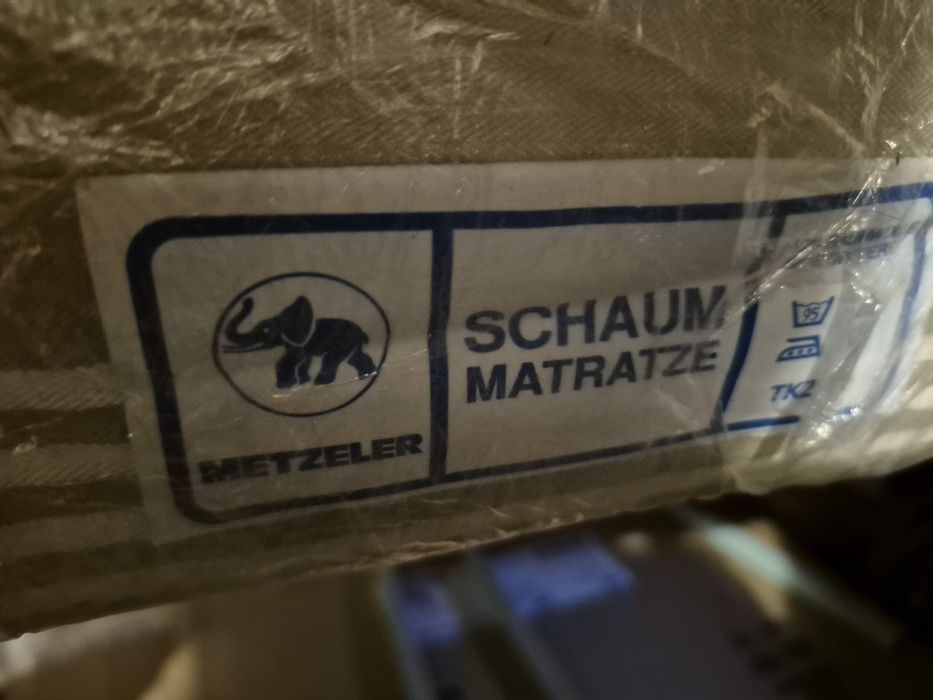 METZELER
SCHAUM
MATRATZE
95
TKZ